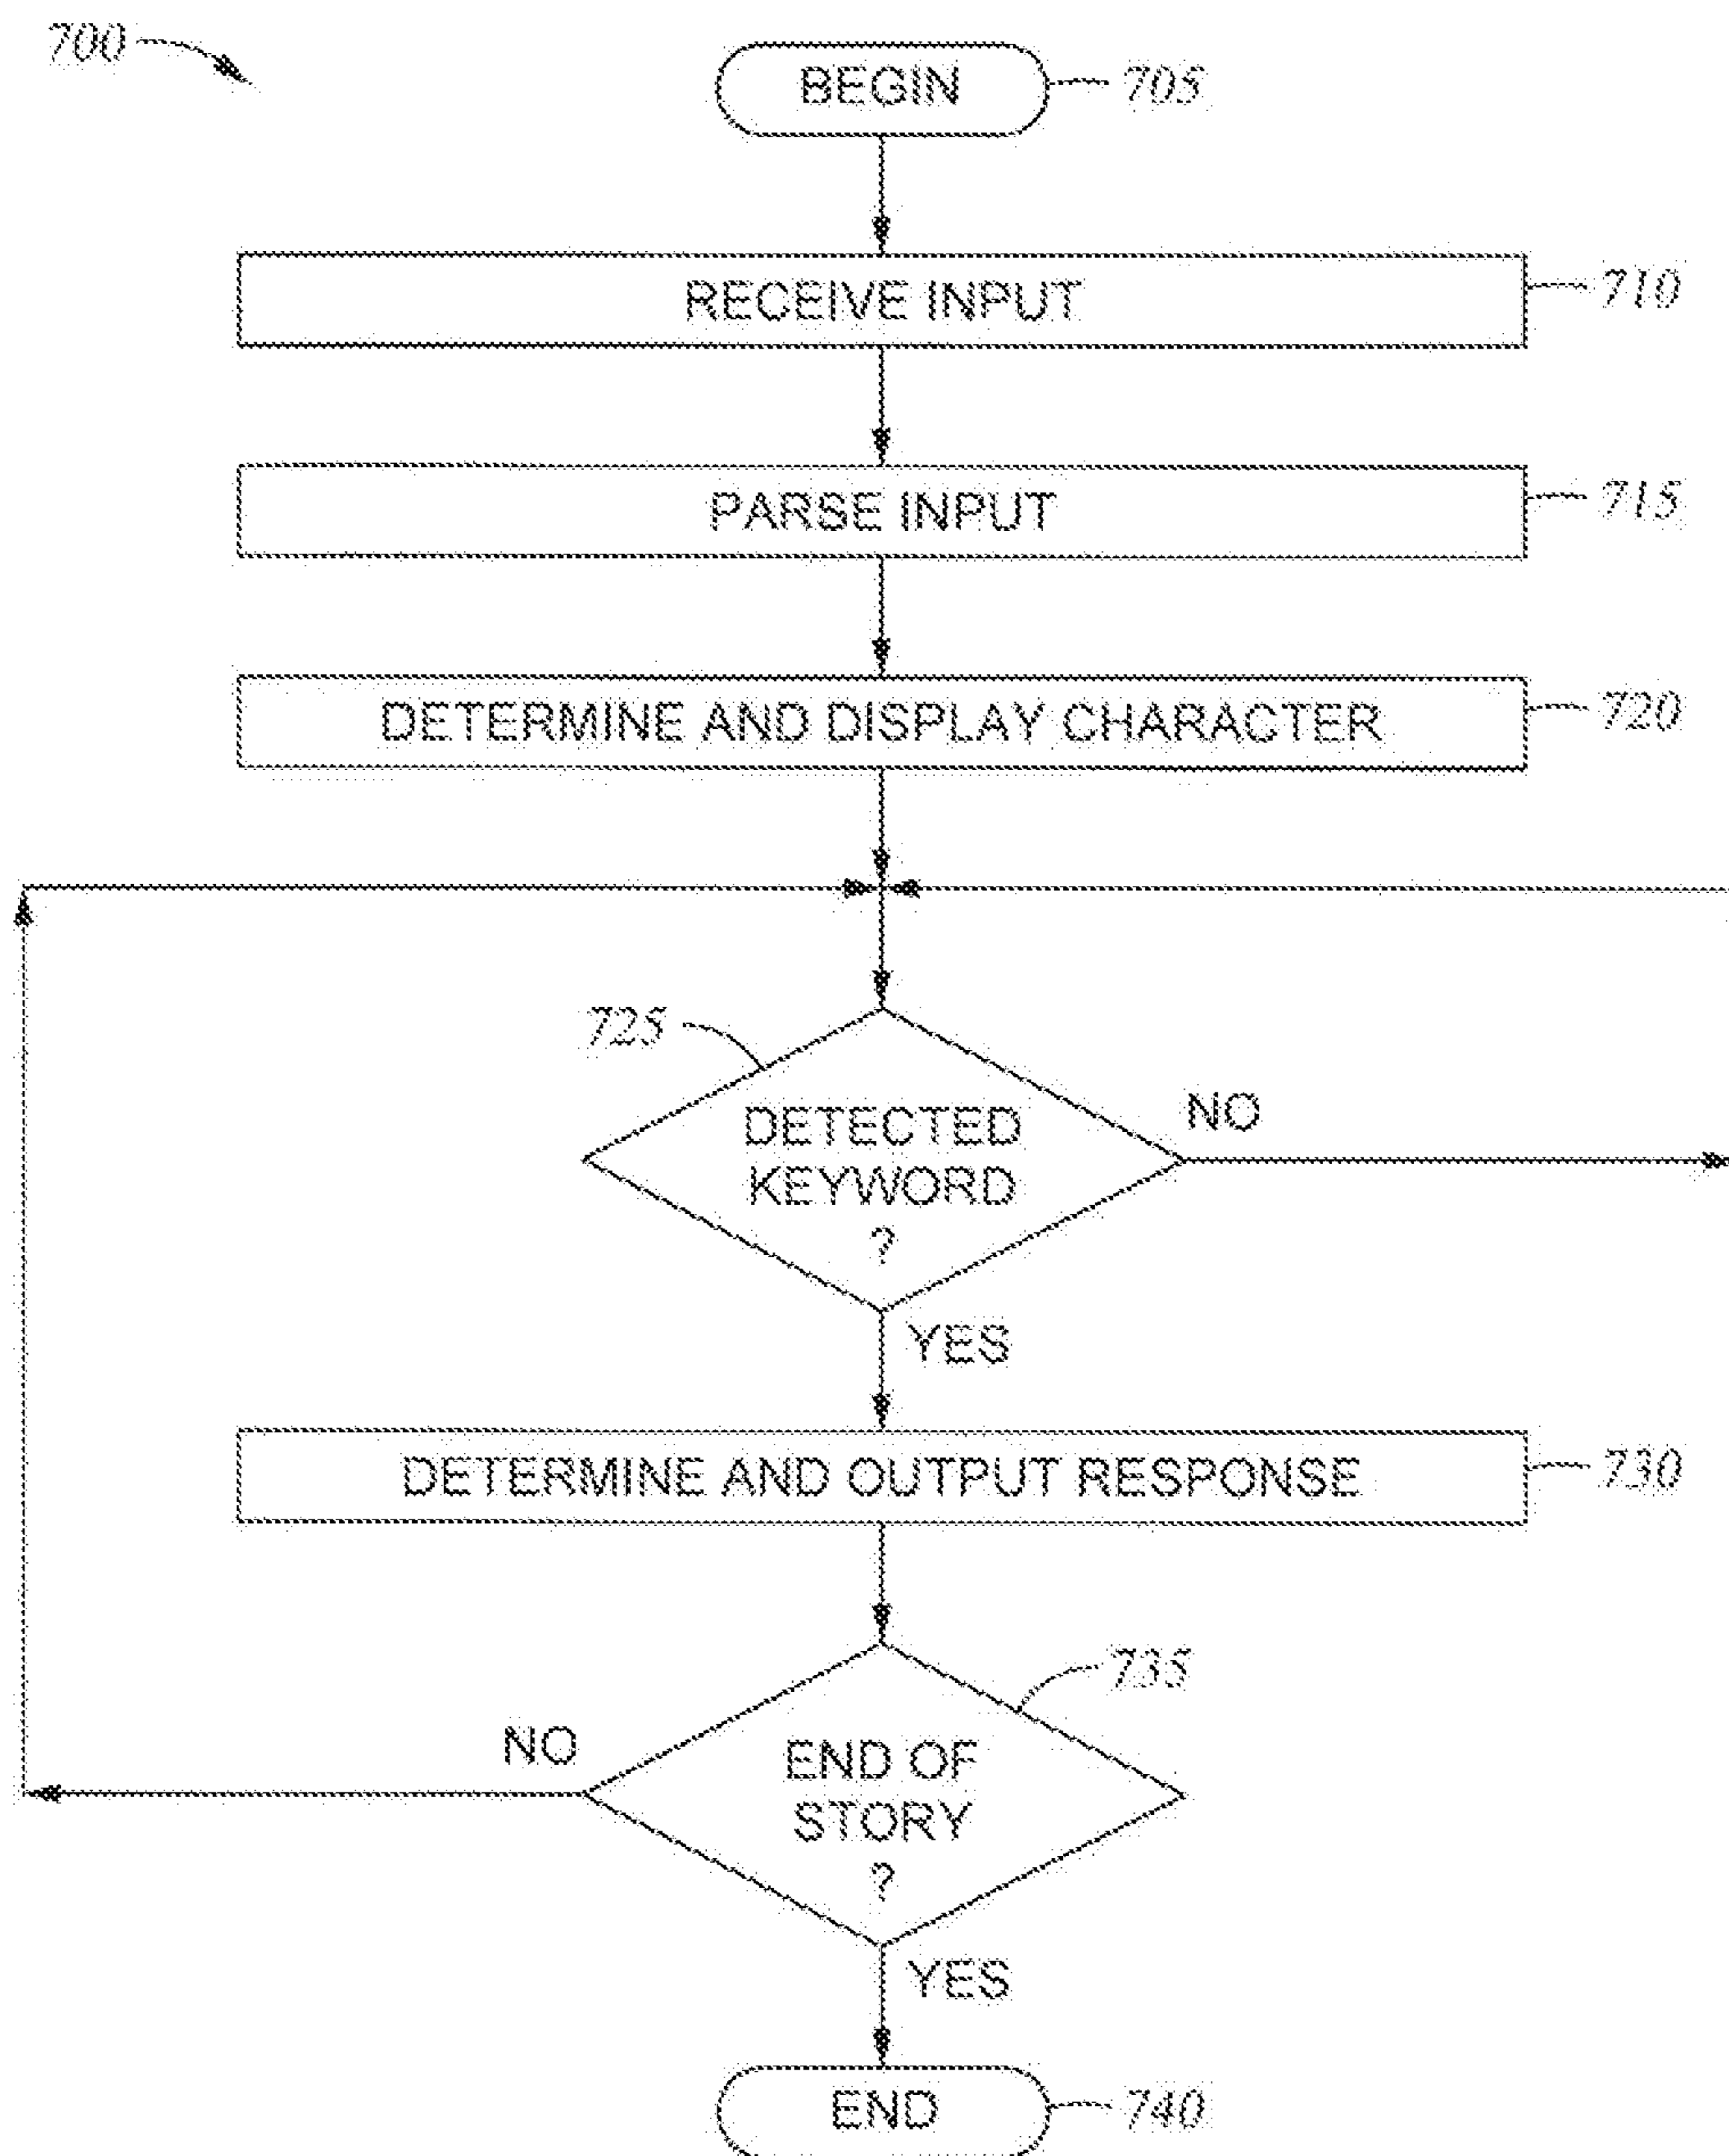 700
BEGIN 705
RECEIVE INPUT 710
PARSE INPUT 715
DETERMINE AND DISPLAY CHARACTER 720
725
DETECTED
KEYWORD
?
NO
YES
DETERMINE AND OUTPUT RESPONSE 730
735
NO
END OF
STORY
?
YES
END 740